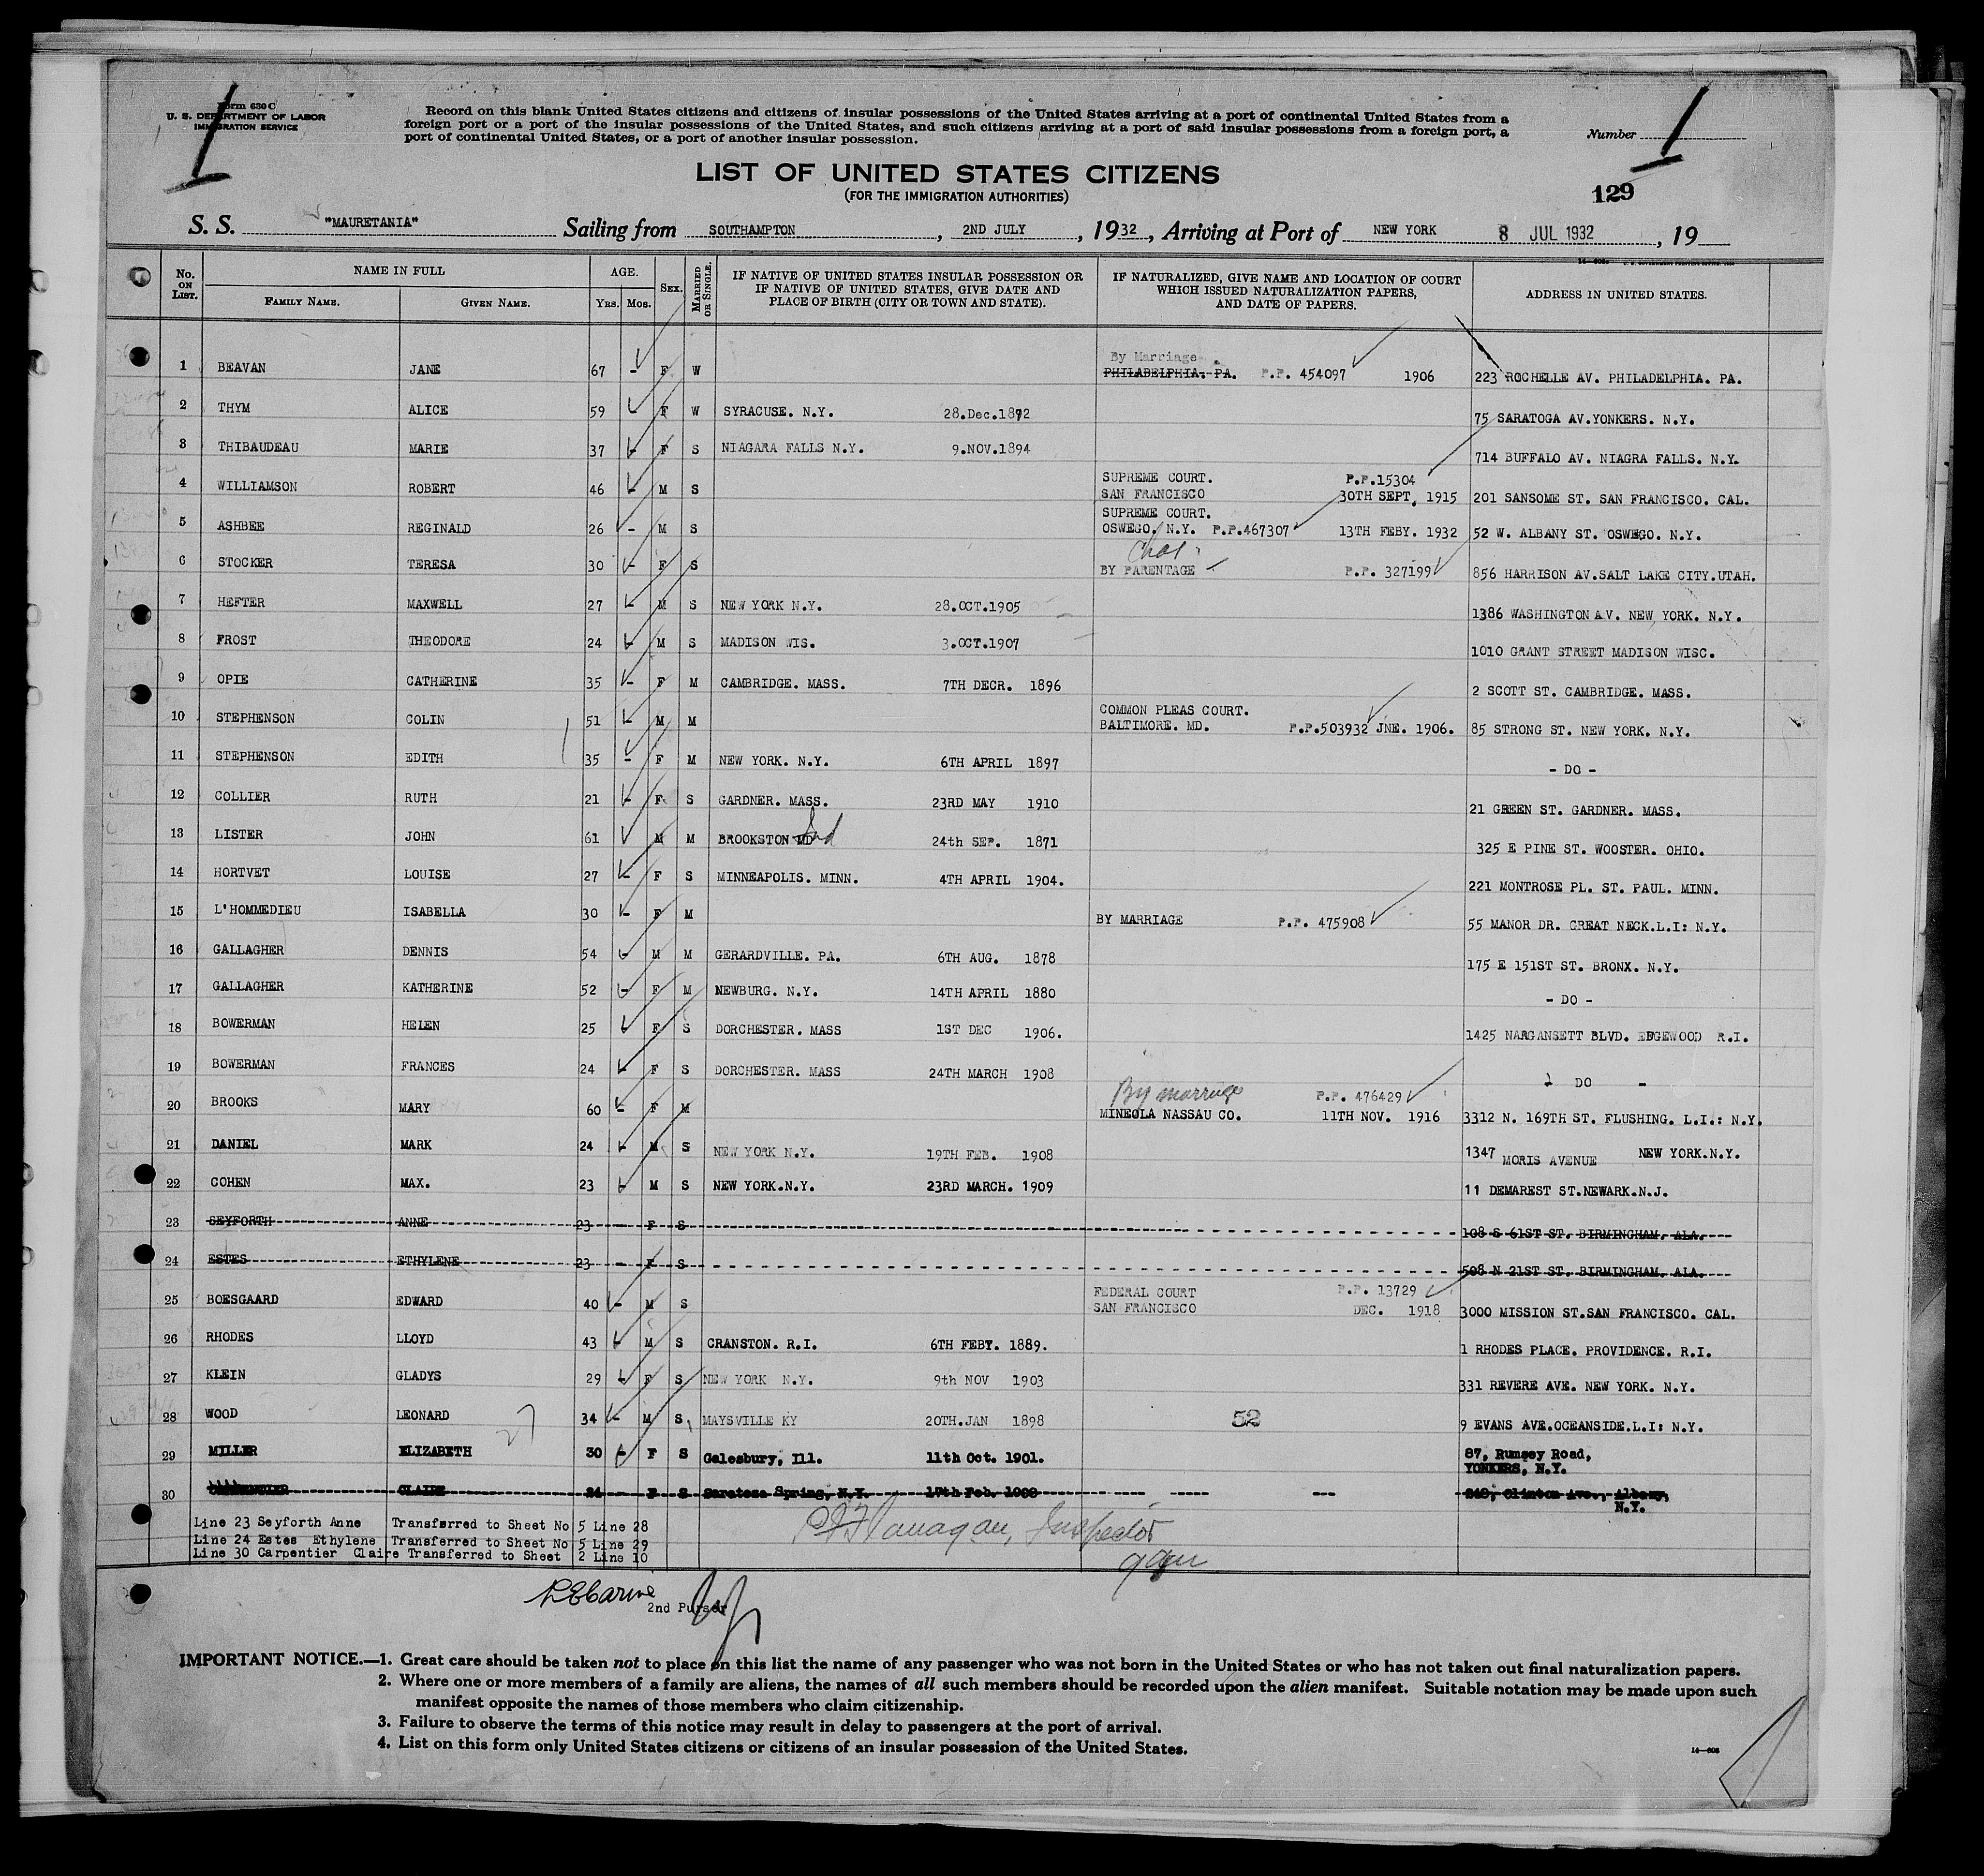 Form 630 C
U. S. DEPARTMENT OF LABOR
IMMIGRATION SERVICE
Record on this blank United States citizens and citizens of insular possessions of the United States arriving at a port of continental United States from a
foreign port or a port of the insular possessions of the United States, and such citizens arriving at a port of said insular possessions from a foreign port, a
port of continental United States, or a port of another insular possession.
Number 1
1
LIST OF UNITED STATES CITIZENS
(FOR THE IMMIGRATION AUTHORITIES)
129
S. S. "MAURETANIA" Sailing from SOUTHAMPTON, 2ND JULY, 1932, Arriving at Port of NEW YORK 8 JUL 1932, 19
No. ON LIST. NAME IN FULL AGE. SEX. MARRIED OR SINGLE. IF NATIVE OF UNITED STATES INSULAR POSSESSION OR IF NATIVE OF UNITED STATES, GIVE DATE AND PLACE OF BIRTH (CITY OR TOWN AND STATE). IF NATURALIZED, GIVE NAME AND LOCATION OF COURT WHICH ISSUED NATURALIZATION PAPERS, AND DATE OF PAPERS. ADDRESS IN UNITED STATES.
FAMILY NAME. GIVEN NAME. YRS. MOS.
1 BEAVAN JANE 67 - F W By Marriage PHILADELPHIA. PA. P.P. 454097 1906 223 ROCHELLE AV. PHILADELPHIA. PA.
2 THYM ALICE 59 - F W SYRACUSE. N.Y. 28.Dec.1872 75 SARATOGA AV.YONKERS. N.Y.
3 THIBAUDEAU MARIE 37 - F S NIAGARA FALLS N.Y. 9.NOV.1894 714 BUFFALO AV. NIAGRA FALLS. N.Y.
4 WILLIAMSON ROBERT 46 - M S SUPREME COURT. SAN FRANCISCO P.P.15304 30TH SEPT, 1915 201 SANSOME ST. SAN FRANCISCO. CAL.
5 ASHBEE REGINALD 26 - M S SUPREME COURT. OSWEGO. N.Y. P.P.467307 13TH FEBY. 1932 52 W. ALBANY ST. OSWEGO. N.Y.
6 STOCKER TERESA 30 - F S BY PARENTAGE P.P. 327199 856 HARRISON AV.SALT LAKE CITY.UTAH.
7 HEFTER MAXWELL 27 - M S NEW YORK N.Y. 28.OCT.1905 1386 WASHINGTON AV. NEW YORK. N.Y.
8 FROST THEODORE 24 - M S MADISON WIS. 3.OCT.1907 1010 GRANT STREET MADISON WISC.
9 OPIE CATHERINE 35 - F M CAMBRIDGE. MASS. 7TH DECR. 1896 2 SCOTT ST. CAMBRIDGE. MASS.
10 STEPHENSON COLIN 51 - M M COMMON PLEAS COURT. BALTIMORE. MD. P.P.503932 JNE. 1906. 85 STRONG ST. NEW YORK. N.Y.
11 STEPHENSON EDITH 35 - F M NEW YORK. N.Y. 6TH APRIL 1897 - DO -
12 COLLIER RUTH 21 - F S GARDNER. MASS. 23RD MAY 1910 21 GREEN ST. GARDNER. MASS.
13 LISTER JOHN 61 M M BROOKSTON MD Ind 24th SEP. 1871 325 E PINE ST. WOOSTER. OHIO.
14 HORTVET LOUISE 27 - F S MINNEAPOLIS. MINN. 4TH APRIL 1904. 221 MONTROSE PL. ST. PAUL. MINN.
15 L'HOMMEDIEU ISABELLA 30 - F M BY MARRIAGE P.P. 475908 55 MANOR DR. GREAT NECK.L.I: N.Y.
16 GALLAGHER DENNIS 54 - M M GERARDVILLE. PA. 6TH AUG. 1878 175 E 151ST ST. BRONX. N.Y.
17 GALLAGHER KATHERINE 52 - F M NEWBURG. N.Y. 14TH APRIL 1880 - DO -
18 BOWERMAN HELEN 25 - F S DORCHESTER. MASS 1ST DEC 1906. 1425 NARGANSETT BLVD. EDGEWOOD R.I.
19 BOWERMAN FRANCES 24 - F S DORCHESTER. MASS 24TH MARCH 1908 - DO -
20 BROOKS MARY 60 - F M By marriage MINEOLA NASSAU CO. P.P. 476429 11TH NOV. 1916 3312 N. 169TH ST. FLUSHING. L.I.: N.Y.
21 DANIEL MARK 24 - M S NEW YORK N.Y. 19TH FEB. 1908 1347 MORIS AVENUE NEW YORK.N.Y.
22 COHEN MAX. 23 - M S NEW YORK.N.Y. 23RD MARCH. 1909 11 DEMAREST ST.NEWARK.N.J.
23 SEYFORTH ANNE 23 - F S 108 S 61ST ST. BIRMINGHAM. ALA.
24 ESTES ETHYLENE 23 - F S 508 N 21ST ST. BIRMINGHAM. ALA.
25 BOESGAARD EDWARD 40 - M S FEDERAL COURT SAN FRANCISCO P.P. 13729 DEC. 1918 3000 MISSION ST.SAN FRANCISCO. CAL.
26 RHODES LLOYD 43 - M S CRANSTON. R.I. 6TH FEBY. 1889. 1 RHODES PLACE. PROVIDENCE. R.I.
27 KLEIN GLADYS 29 - F S NEW YORK N.Y. 9th NOV 1903 331 REVERE AVE. NEW YORK. N.Y.
28 WOOD LEONARD 34 - M S MAYSVILLE KY 20TH.JAN 1898 52 9 EVANS AVE.OCEANSIDE.L.I: N.Y.
27
29 MILLER ELIZABETH 30 - F S Galesbury, Ill. 11th Oct. 1901. 87, Rumsey Road, YONKERS, N.Y.
30 CLAIRE 24 - F S Saratoga Spring, N.Y. 17th Feb. Clinton Ave., Albany, N.Y.
Line 23 Seyforth Anne Transferred to Sheet No 5 Line 28
Line 24 Estes Ethylene Transferred to Sheet No 5 Line 29
Line 30 Carpentier Claire Transferred to Sheet 2 Line 10
Flanagan, Inspector
2nd Purser
IMPORTANT NOTICE.—1. Great care should be taken not to place on this list the name of any passenger who was not born in the United States or who has not taken out final naturalization papers.
2. Where one or more members of a family are aliens, the names of all such members should be recorded upon the alien manifest. Suitable notation may be made upon such
manifest opposite the names of those members who claim citizenship.
3. Failure to observe the terms of this notice may result in delay to passengers at the port of arrival.
4. List on this form only United States citizens or citizens of an insular possession of the United States.
14—608